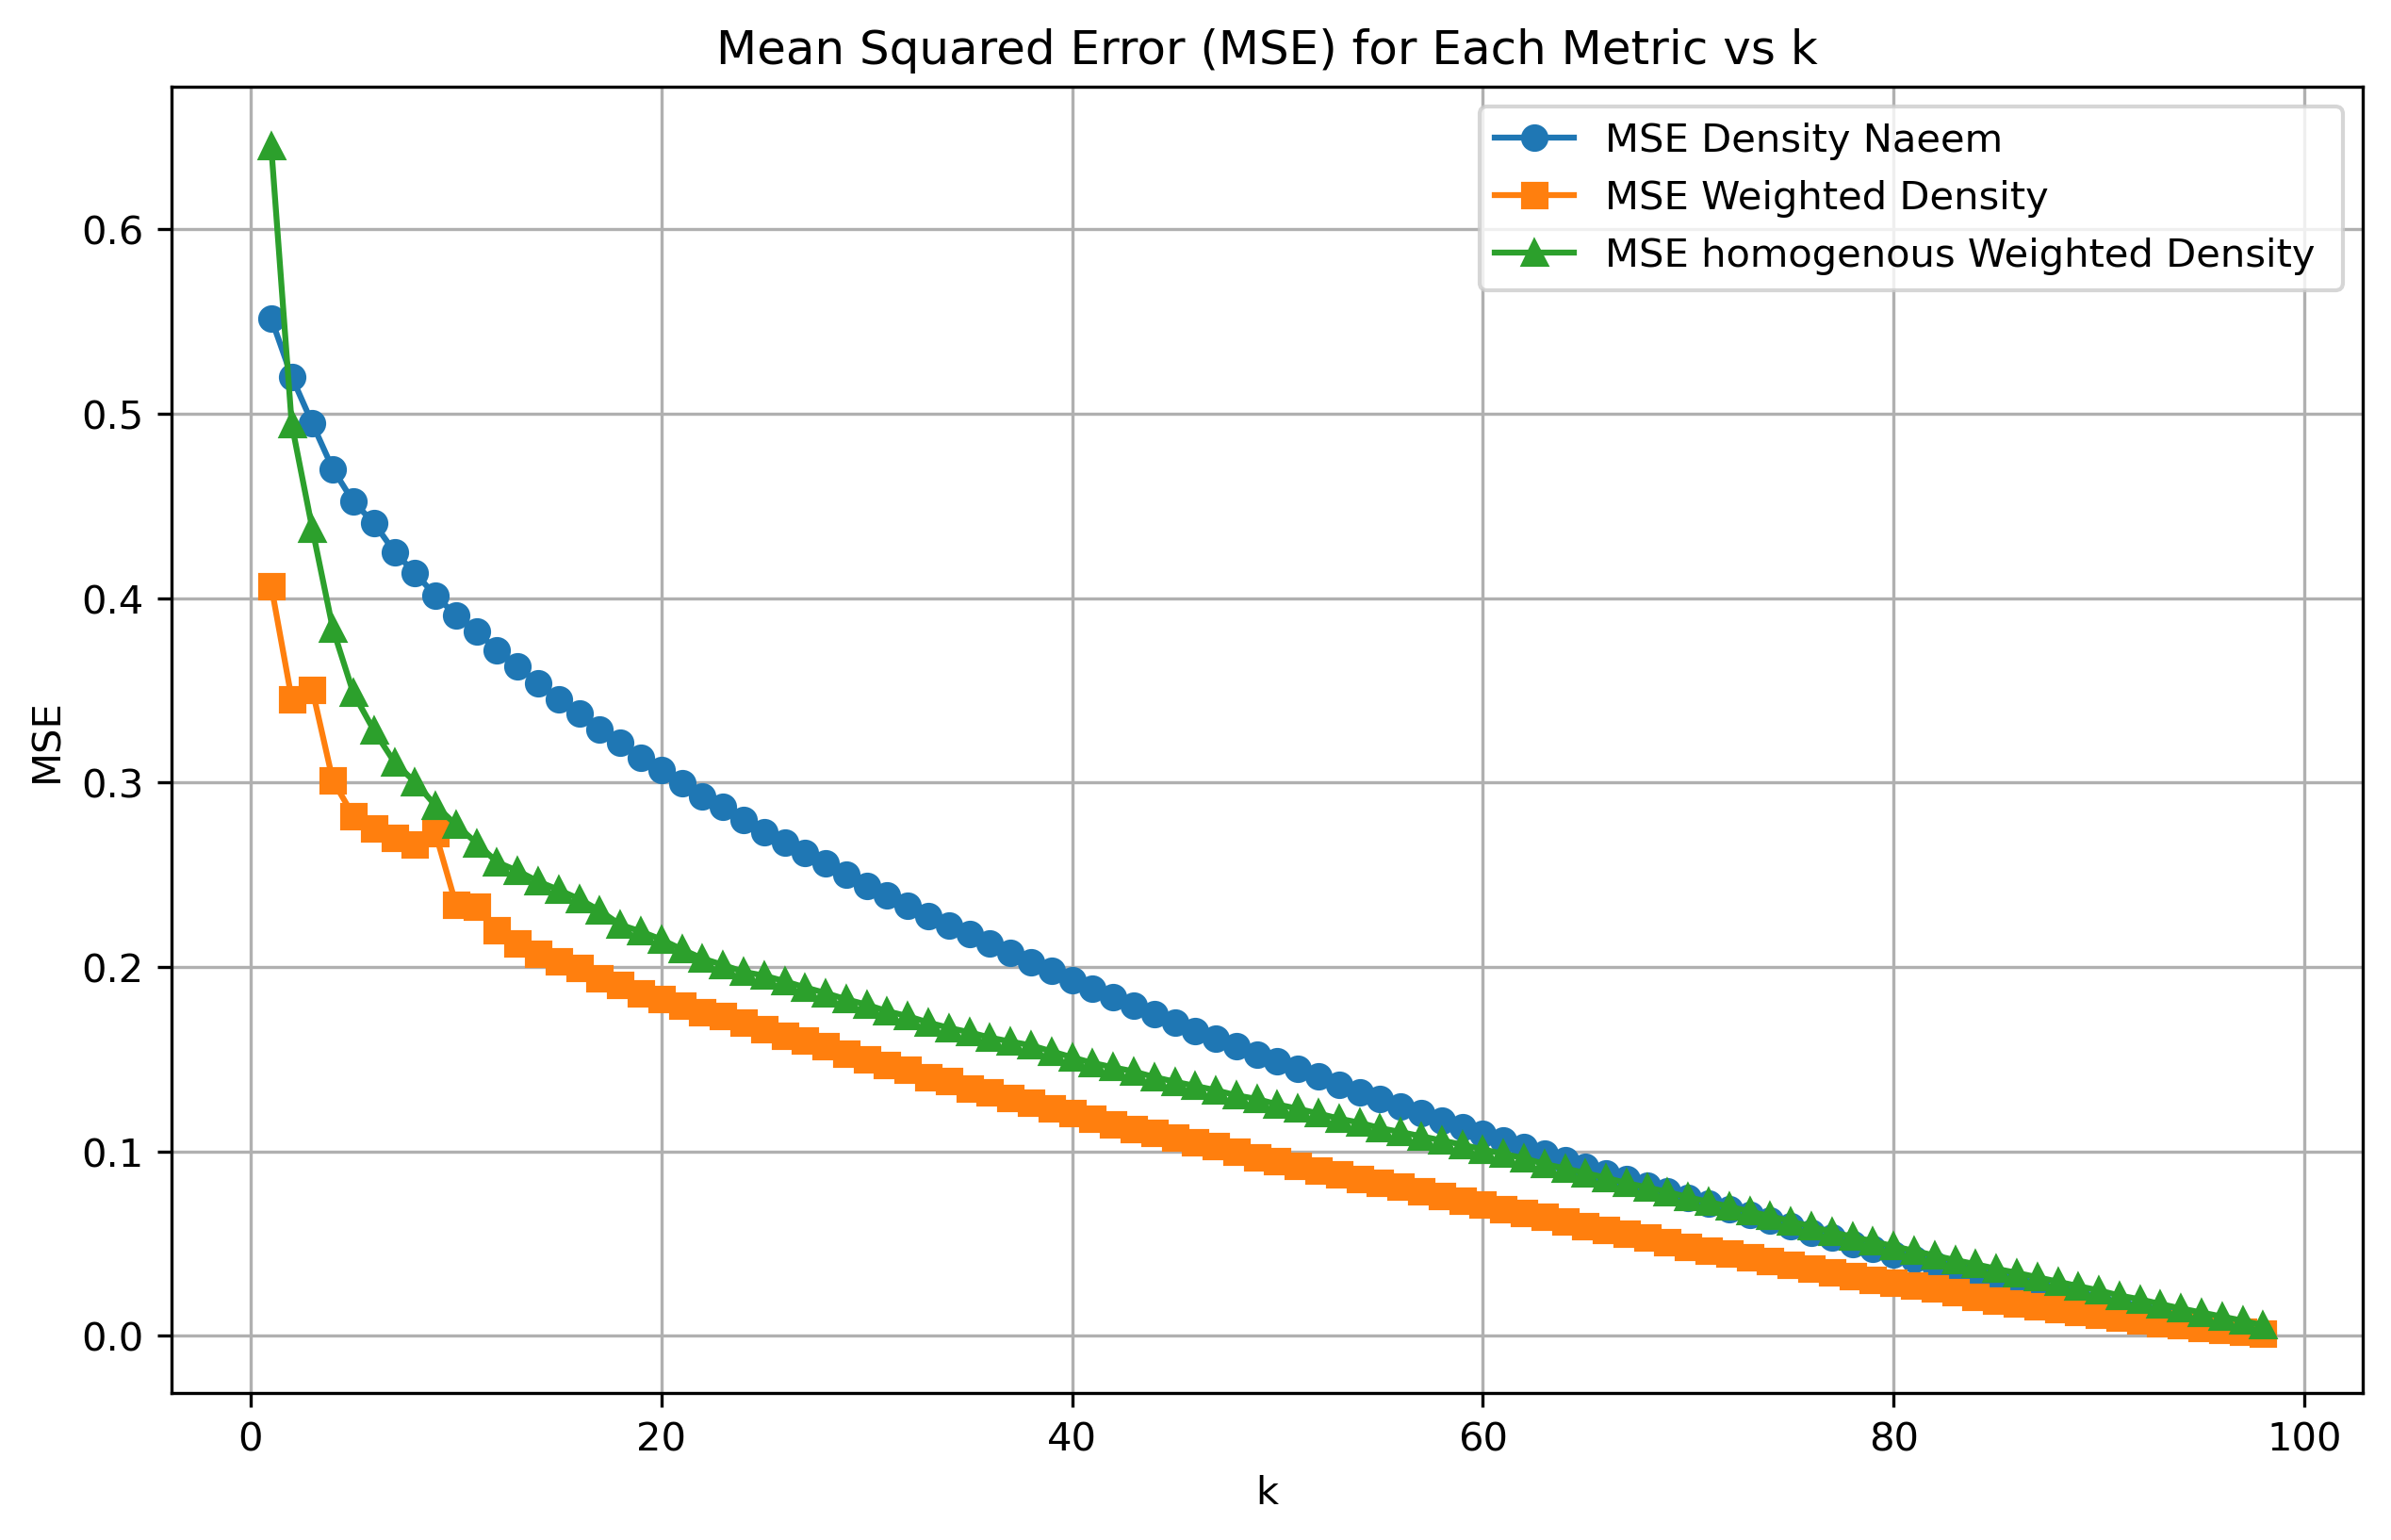 Mean Squared Error (MSE) for Each Metric vs k
MSE Density Naeem
MSE Weighted Density
MSE homogenous Weighted Density
MSE
0.6
0.5
0.4
0.3
0.2
0.1
0.0
0 20 40 60 80 100
k